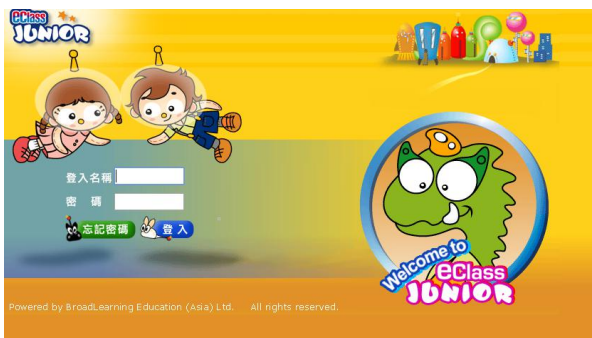 eClass
JUNIOR
登入名稱
密 碼
忘記密碼 登入
Welcome to
eClass
JUNIOR
Powered by BroadLearning Education (Asia) Ltd. All rights reserved.